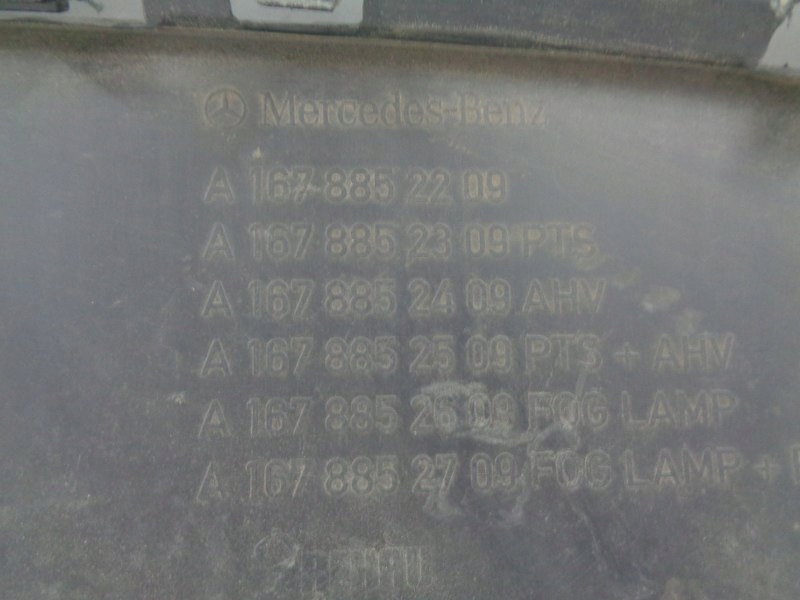 Mercedes-Benz
A 167 885 22 09
A 167 885 23 09 PTS
A 167 885 24 09 AHV
A 167 885 25 09 PTS + AHV
A 167 885 26 09 FOG LAMP
A 167 885 27 09 FOG LAMP +